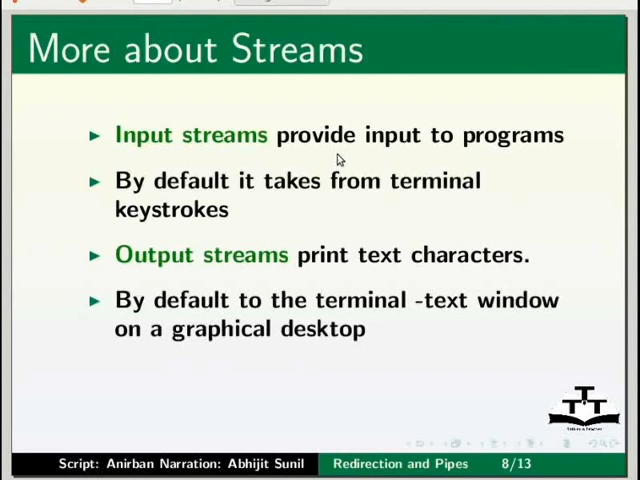 More about Streams
Input streams provide input to programs
By default it takes from terminal
keystrokes
Output streams print text characters.
By default to the terminal -text window
on a graphical desktop
Script: Anirban Narration: Abhijit Sunil
Redirection and Pipes
8/13